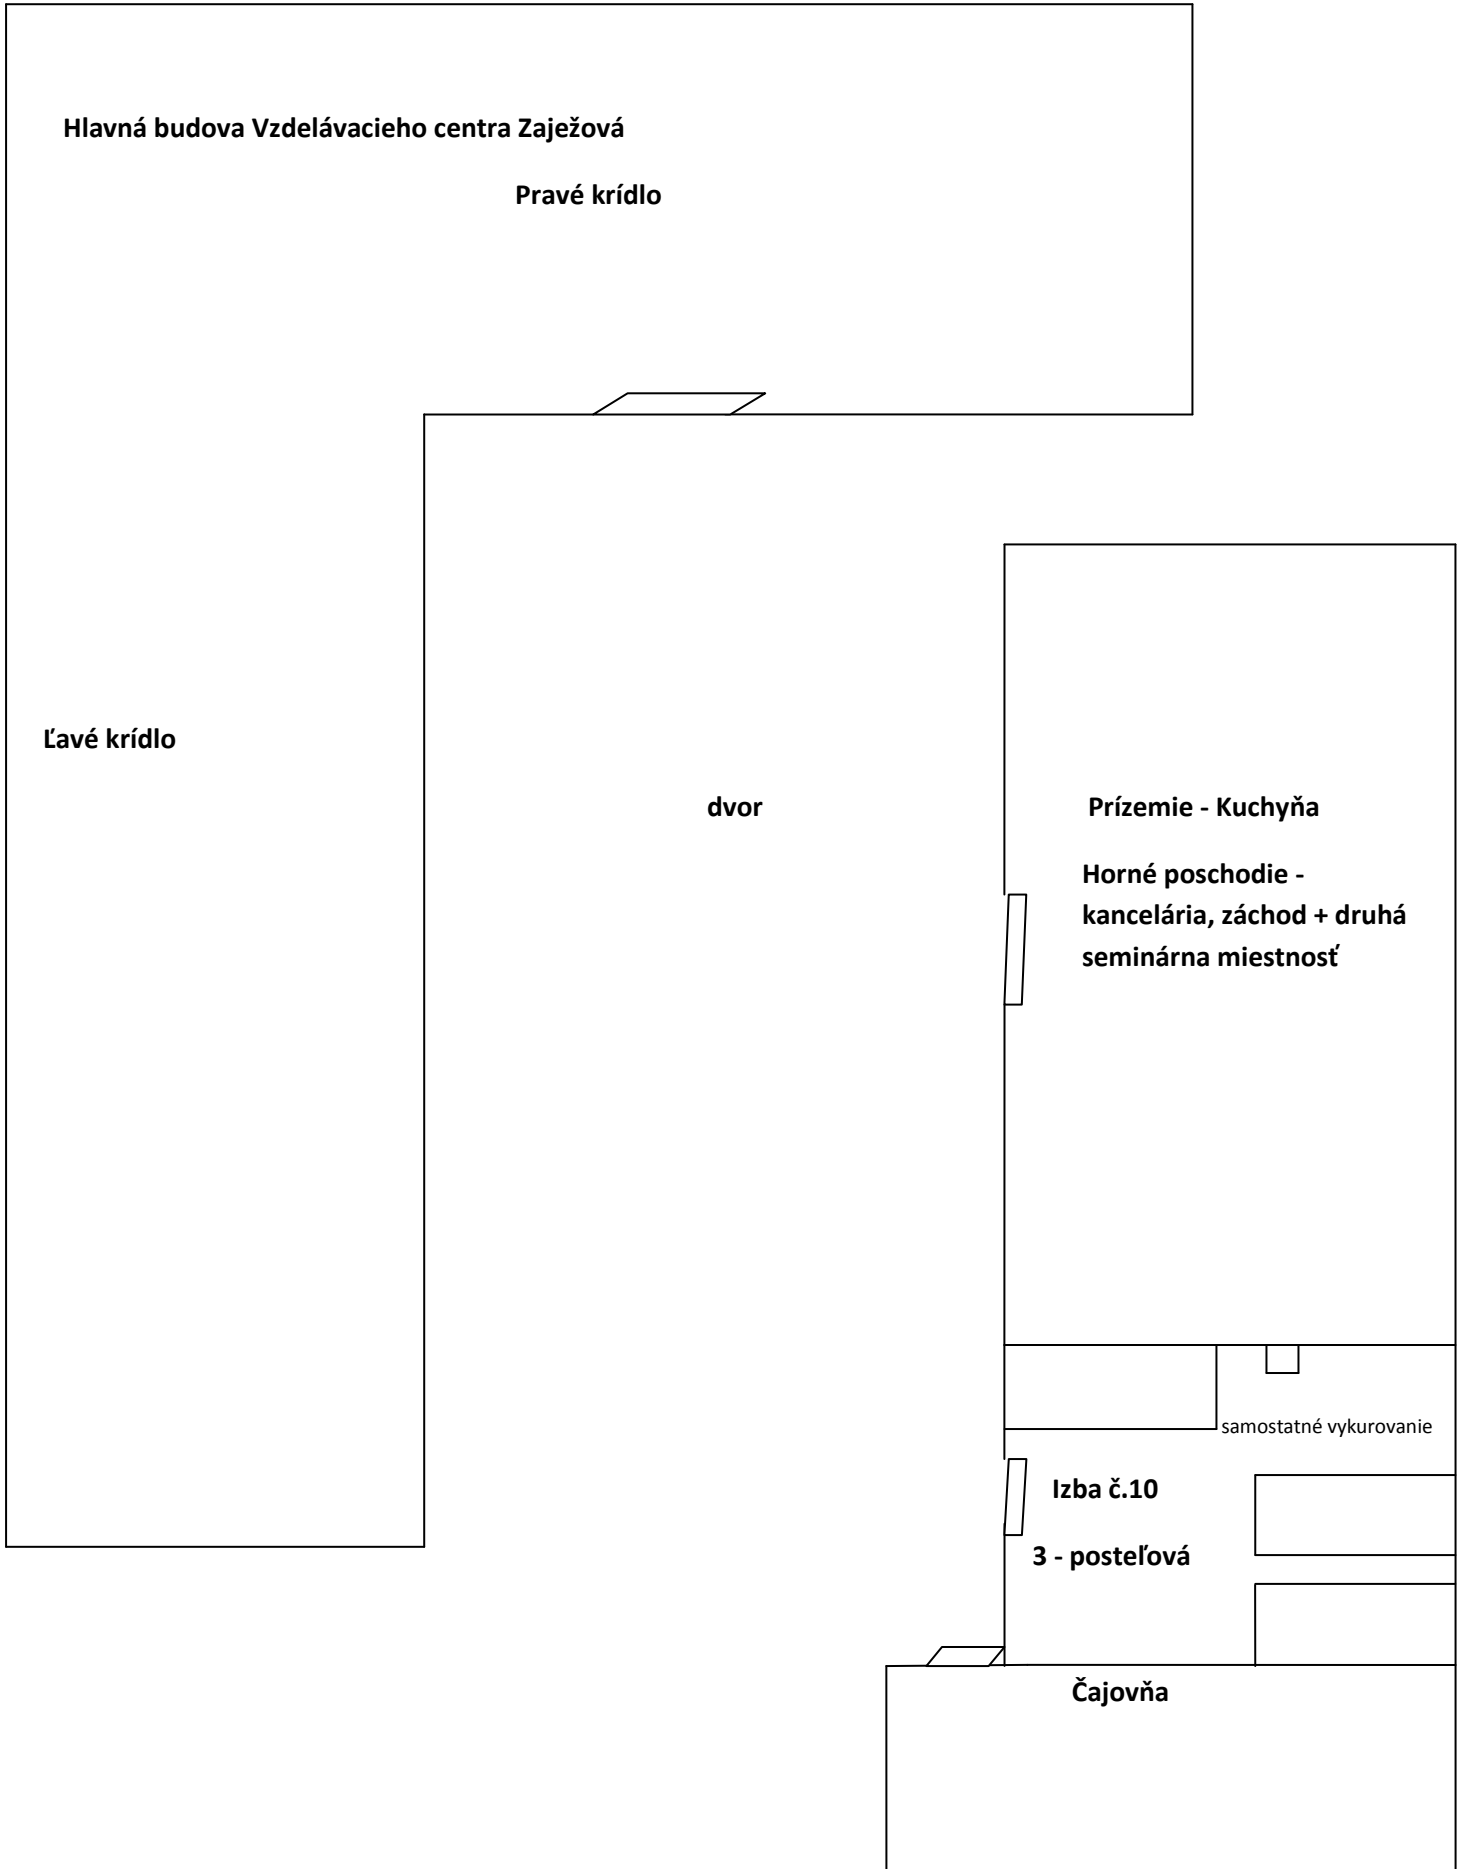 Hlavná budova Vzdelávacieho centra Zaježová
Pravé krídlo
Ľavé krídlo
dvor
Prízemie - Kuchyňa
Horné poschodie -
kancelária, záchod + druhá
seminárna miestnosť
samostatné vykurovanie
Izba č.10
3 - posteľová
Čajovňa